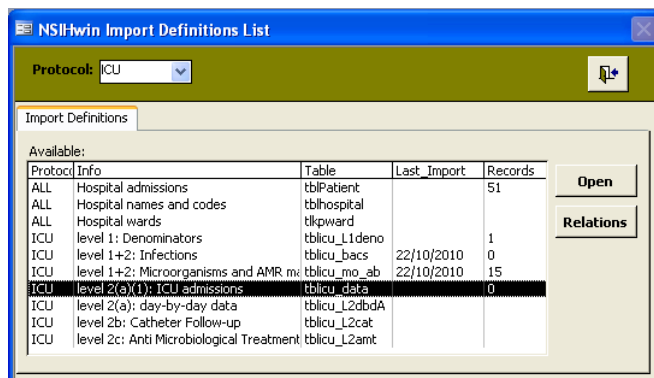 NSIHwin Import Definitions List
Protocol: ICU
Import Definitions
Available:
Protoc Info Table Last_Import Records
ALL Hospital admissions tblPatient 51
ALL Hospital names and codes tblhospital
ALL Hospital wards tlkpward
ICU level 1: Denominators tblicu_L1deno 1
ICU level 1+2: Infections tblicu_bacs 22/10/2010 0
ICU level 1+2: Microorganisms and AMR ma tblicu_mo_ab 22/10/2010 15
ICU level 2(a)(1): ICU admissions tblicu_data 0
ICU level 2(a): day-by-day data tblicu_L2dbdA
ICU level 2b: Catheter Follow-up tblicu_L2cat
ICU level 2c: Anti Microbiological Treatment tblicu_L2amt
Open
Relations